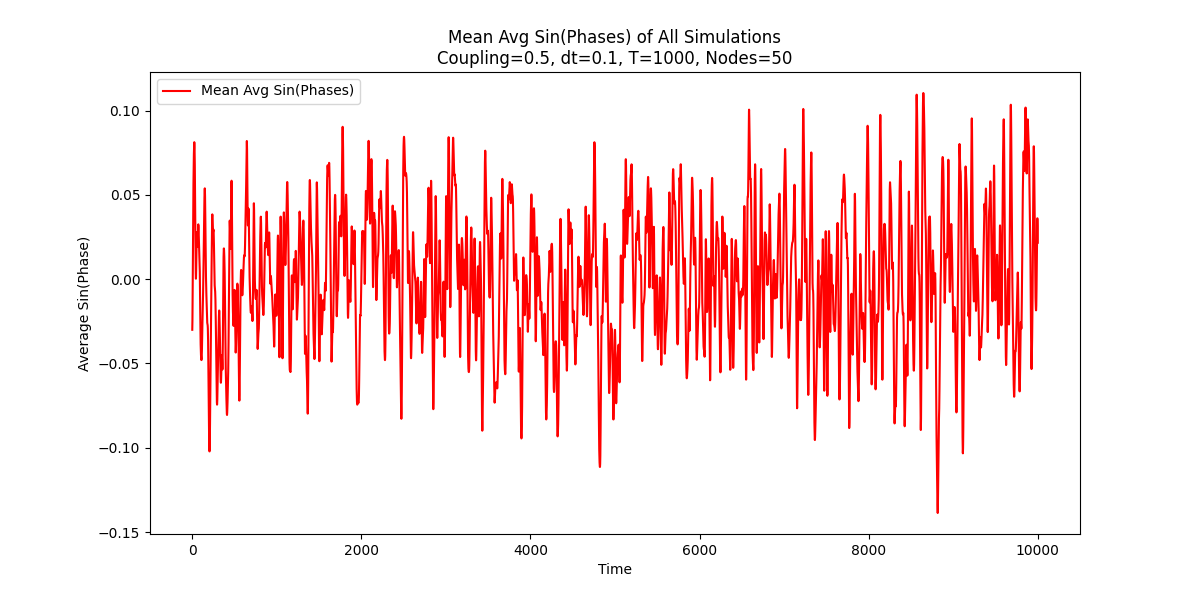 Mean Avg Sin(Phases) of All Simulations
Coupling=0.5, dt=0.1, T=1000, Nodes=50
Mean Avg Sin(Phases)
Average Sin(Phase)
0.10
0.05
0.00
−0.05
−0.10
−0.15
0 2000 4000 6000 8000 10000
Time